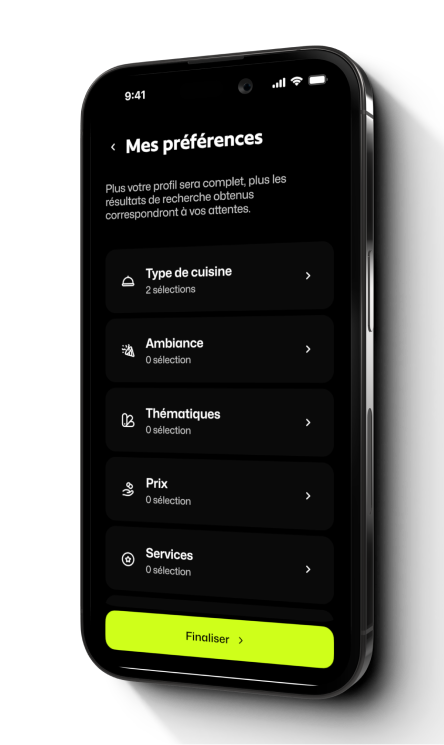 9:41
Mes préférences
Plus votre profil sera complet, plus les
résultats de recherche obtenus
correspondront à vos attentes.
Type de cuisine
2 sélections
Ambiance
0 sélection
Thématiques
0 sélection
Prix
0 sélection
Services
0 sélection
Finaliser